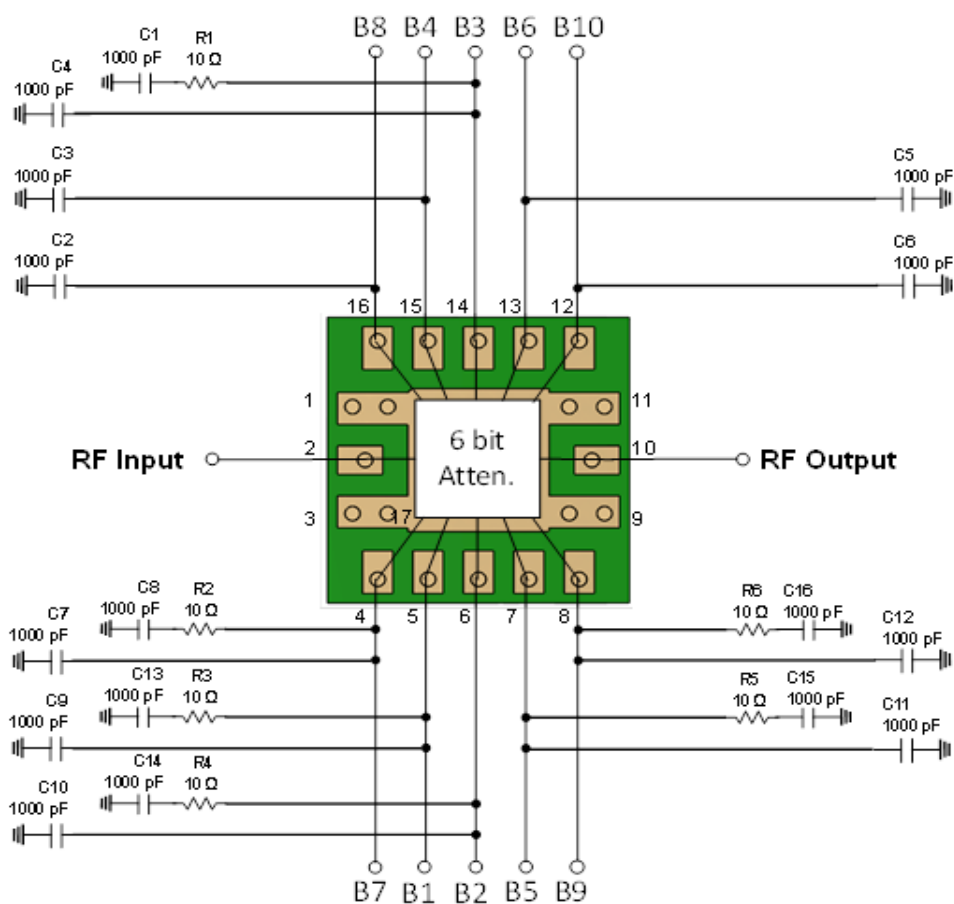 B8 B4 B3 B6 B10
C1 R1
1000 pF 10 Ω
C4
1000 pF
C3
1000 pF
C5
1000 pF
C2
1000 pF
C6
1000 pF
16 15 14 13 12
1 11
RF Input 2 6 bit 10 RF Output
Atten.
3 17 9
4 5 6 7 8
C8 R2
1000 pF 10 Ω
C7
1000 pF
R6 C16
10 Ω 1000 pF
C12
1000 pF
C13 R3
1000 pF 10 Ω
C9
1000 pF
R5 C15
10 Ω 1000 pF
C11
1000 pF
C14 R4
1000 pF 10 Ω
C10
1000 pF
B7 B1 B2 B5 B9